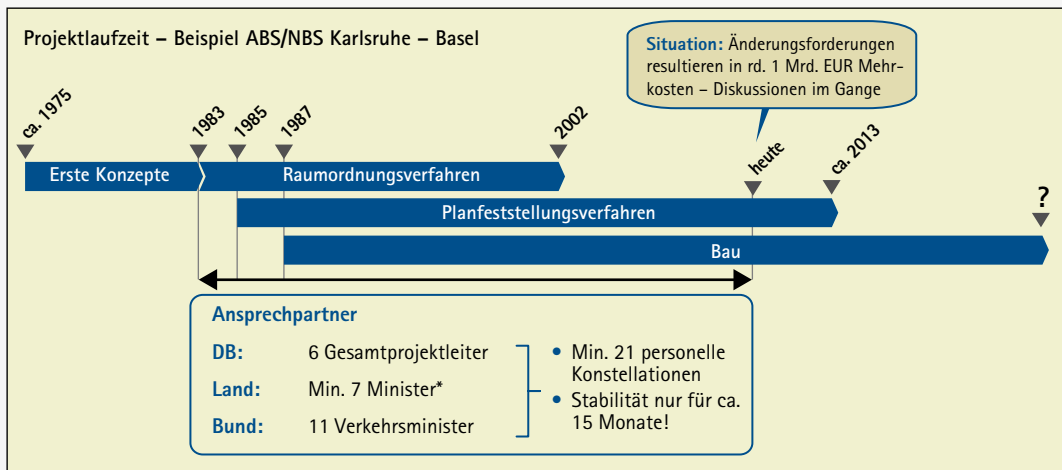 Projektlaufzeit – Beispiel ABS/NBS Karlsruhe – Basel
Situation: Änderungsforderungen
resultieren in rd. 1 Mrd. EUR Mehr-
kosten – Diskussionen im Gange
ca. 1975
1983
1985
1987
2002
heute
ca. 2013
?
Erste Konzepte
Raumordnungsverfahren
Planfeststellungsverfahren
Bau
Ansprechpartner
DB: 6 Gesamtprojektleiter
Land: Min. 7 Minister*
Bund: 11 Verkehrsminister
• Min. 21 personelle
Konstellationen
• Stabilität nur für ca.
15 Monate!